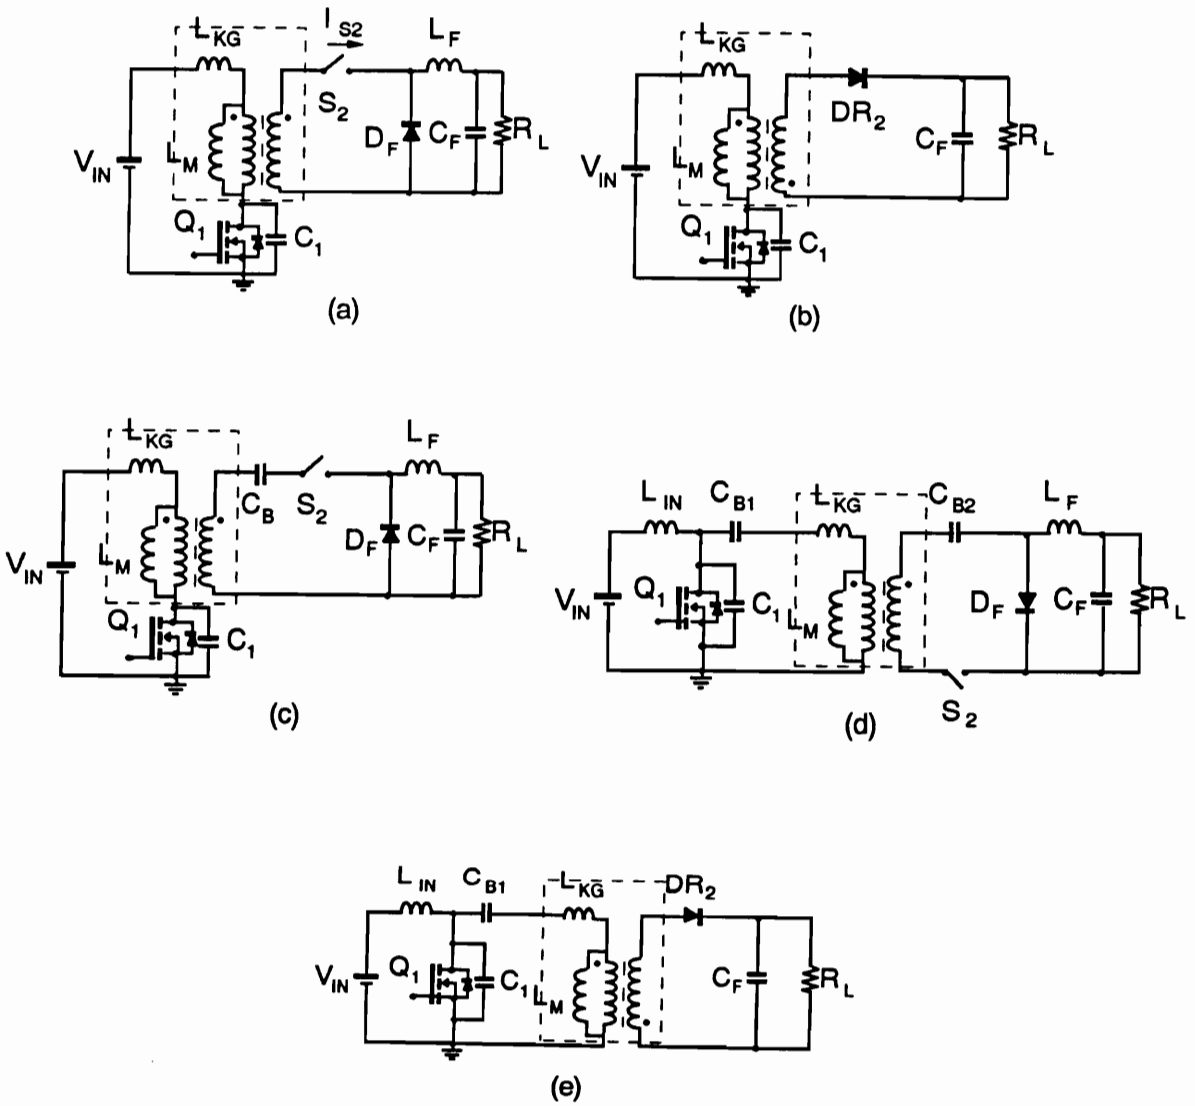 L_KG I_S2 L_F
S_2
V_IN L_M D_F C_F R_L
Q_1 C_1
(a)
L_KG
DR_2
V_IN L_M C_F R_L
Q_1 C_1
(b)
L_KG L_F
C_B S_2
V_IN L_M D_F C_F R_L
Q_1 C_1
(c)
L_IN C_B1 L_KG C_B2 L_F
V_IN Q_1 C_1 L_M D_F C_F R_L
S_2
(d)
L_IN C_B1 L_KG DR_2
V_IN Q_1 C_1 L_M C_F R_L
(e)